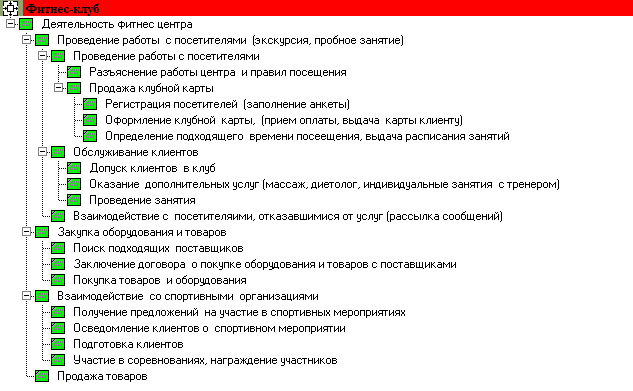 Фитнес-клуб
Деятельность фитнес центра
Проведение работы с посетителями (экскурсия, пробное занятие)
Проведение работы с посетителями
Разъяснение работы центра и правил посещения
Продажа клубной карты
Регистрация посетителей (заполнение анкеты)
Оформление клубной карты, (прием оплаты, выдача карты клиенту)
Определение подходящего времени посеещения, выдача расписания занятий
Обслуживание клиентов
Допуск клиентов в клуб
Оказание дополнительных услуг (массаж, диетолог, индивидуальные занятия с тренером)
Проведение занятия
Взаимодействие с посетителяими, отказавшимися от услуг (рассылка сообщений)
Закупка оборудования и товаров
Поиск подходящих поставщиков
Заключение договора о покупке оборудования и товаров с поставщиками
Покупка товаров и оборудования
Взаимодействие со спортивными организациями
Получение предложений на участие в спортивных мероприятиях
Осведомление клиентов о спортивном мероприятии
Подготовка клиентов
Участие в соревнованиях, награждение участников
Продажа товаров